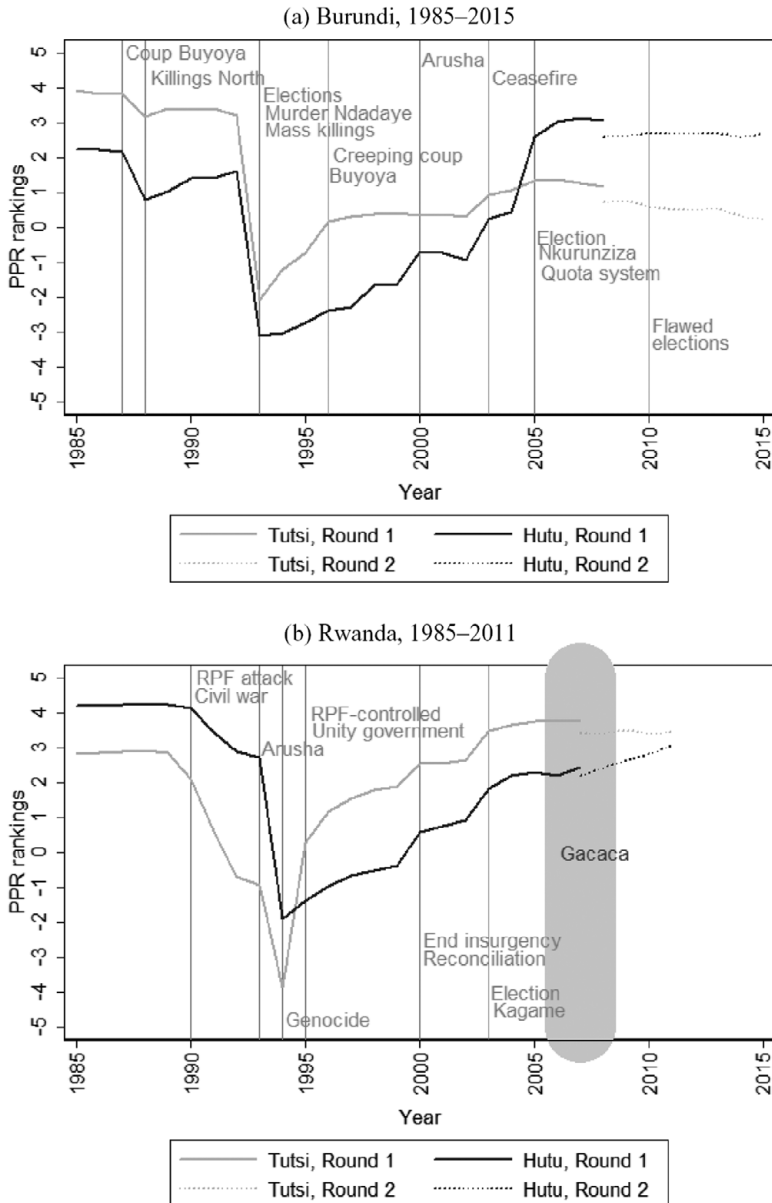 (a) Burundi, 1985–2015
Coup Buyoya
Killings North
Elections
Murder Ndadaye
Mass killings
Creeping coup
Buyoya
Arusha
Ceasefire
Election
Nkurunziza
Quota system
Flawed
elections
PPR rankings
5
4
3
2
1
0
-1
-2
-3
-4
-5
1985
1990
1995
2000
2005
2010
2015
Year
Tutsi, Round 1
Hutu, Round 1
Tutsi, Round 2
Hutu, Round 2
(b) Rwanda, 1985–2011
RPF attack
Civil war
Arusha
RPF-controlled
Unity government
Gacaca
End insurgency
Reconciliation
Election
Kagame
Genocide
PPR rankings
5
4
3
2
1
0
-1
-2
-3
-4
-5
1985
1990
1995
2000
2005
2010
2015
Year
Tutsi, Round 1
Hutu, Round 1
Tutsi, Round 2
Hutu, Round 2